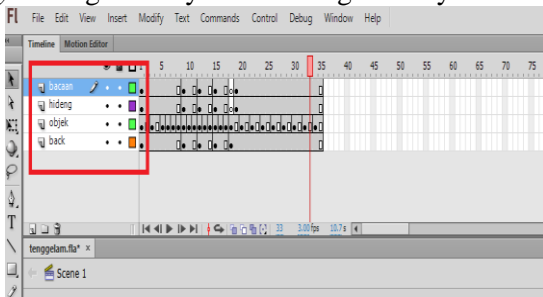 Fl File Edit View Insert Modify Text Commands Control Debug Window Help
Timeline Motion Editor
5 10 15 20 25 30 35 40 45 50 55 60 65 70 75
bacaan
hideng
objek
back
33 3.00 fps 10.7 s
tenggelam.fla* x
Scene 1
T